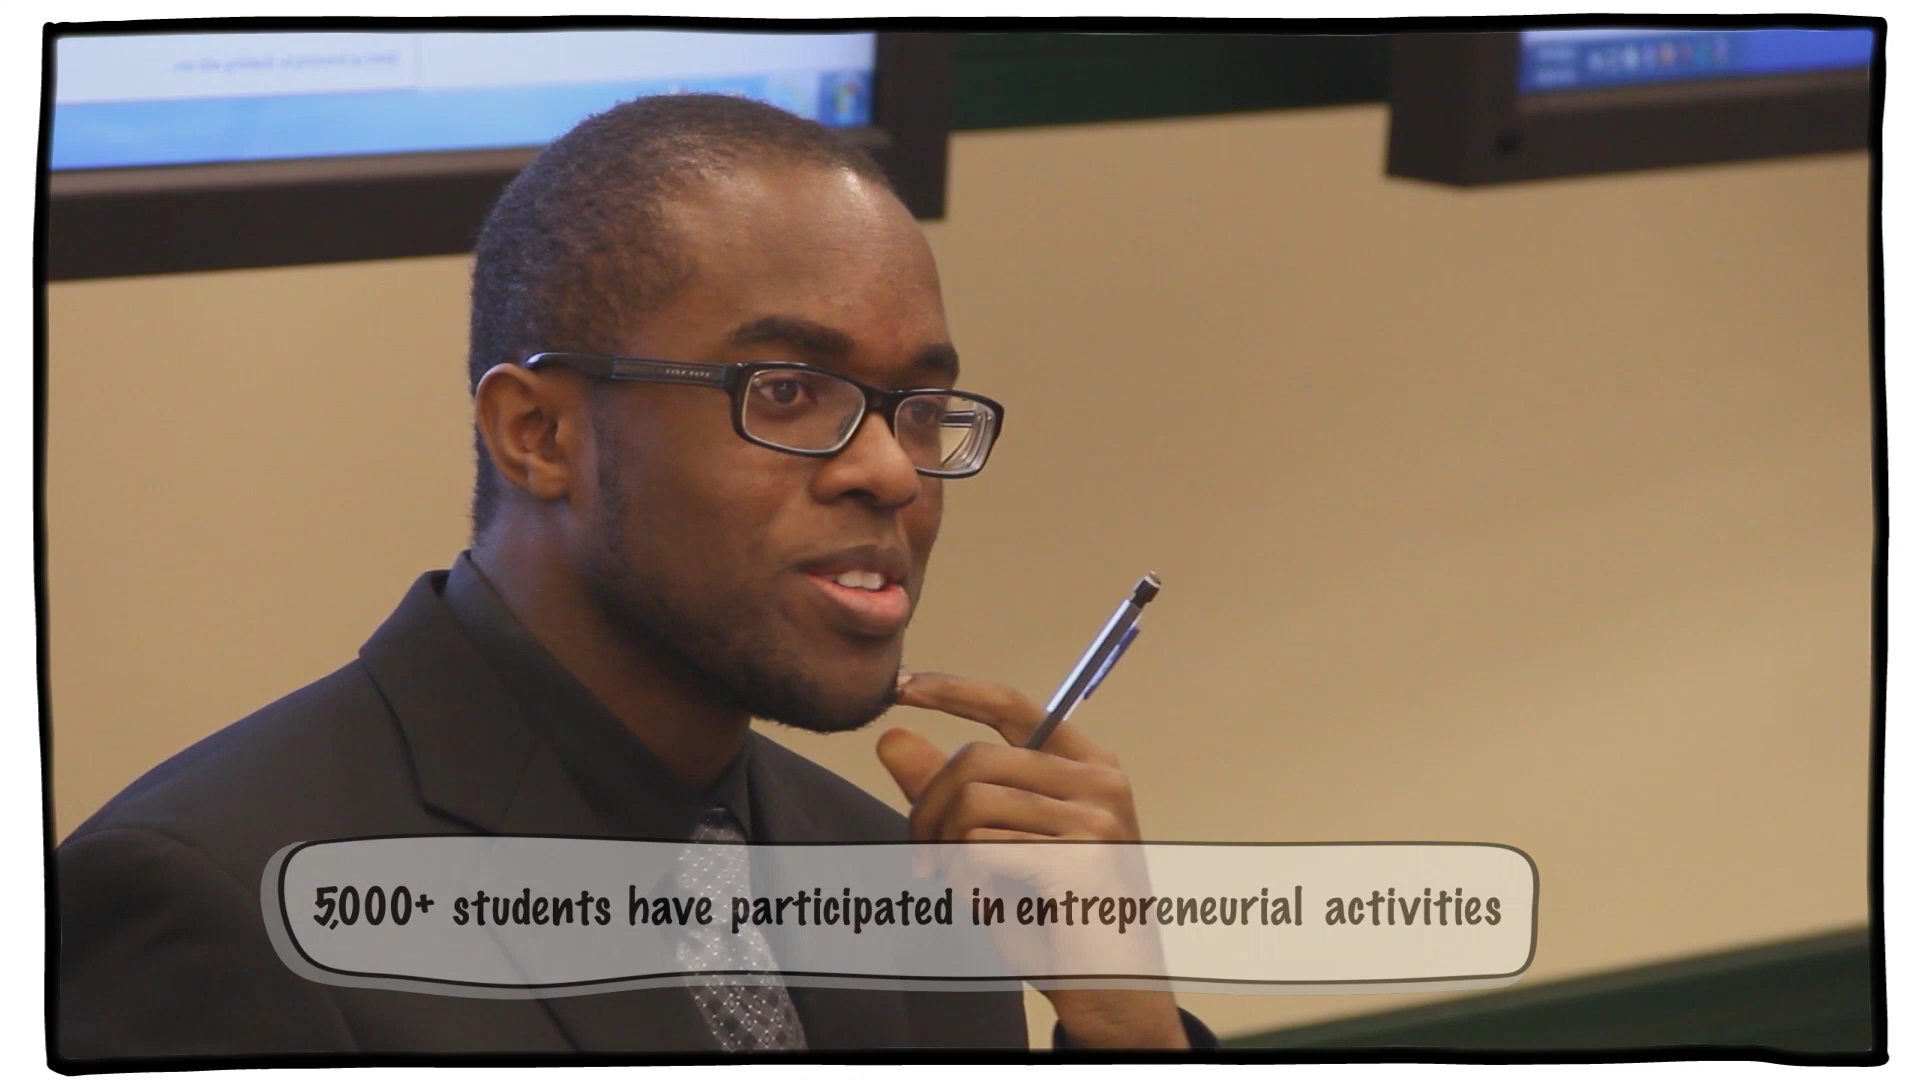 5,000+ students have participated in entrepreneurial activities